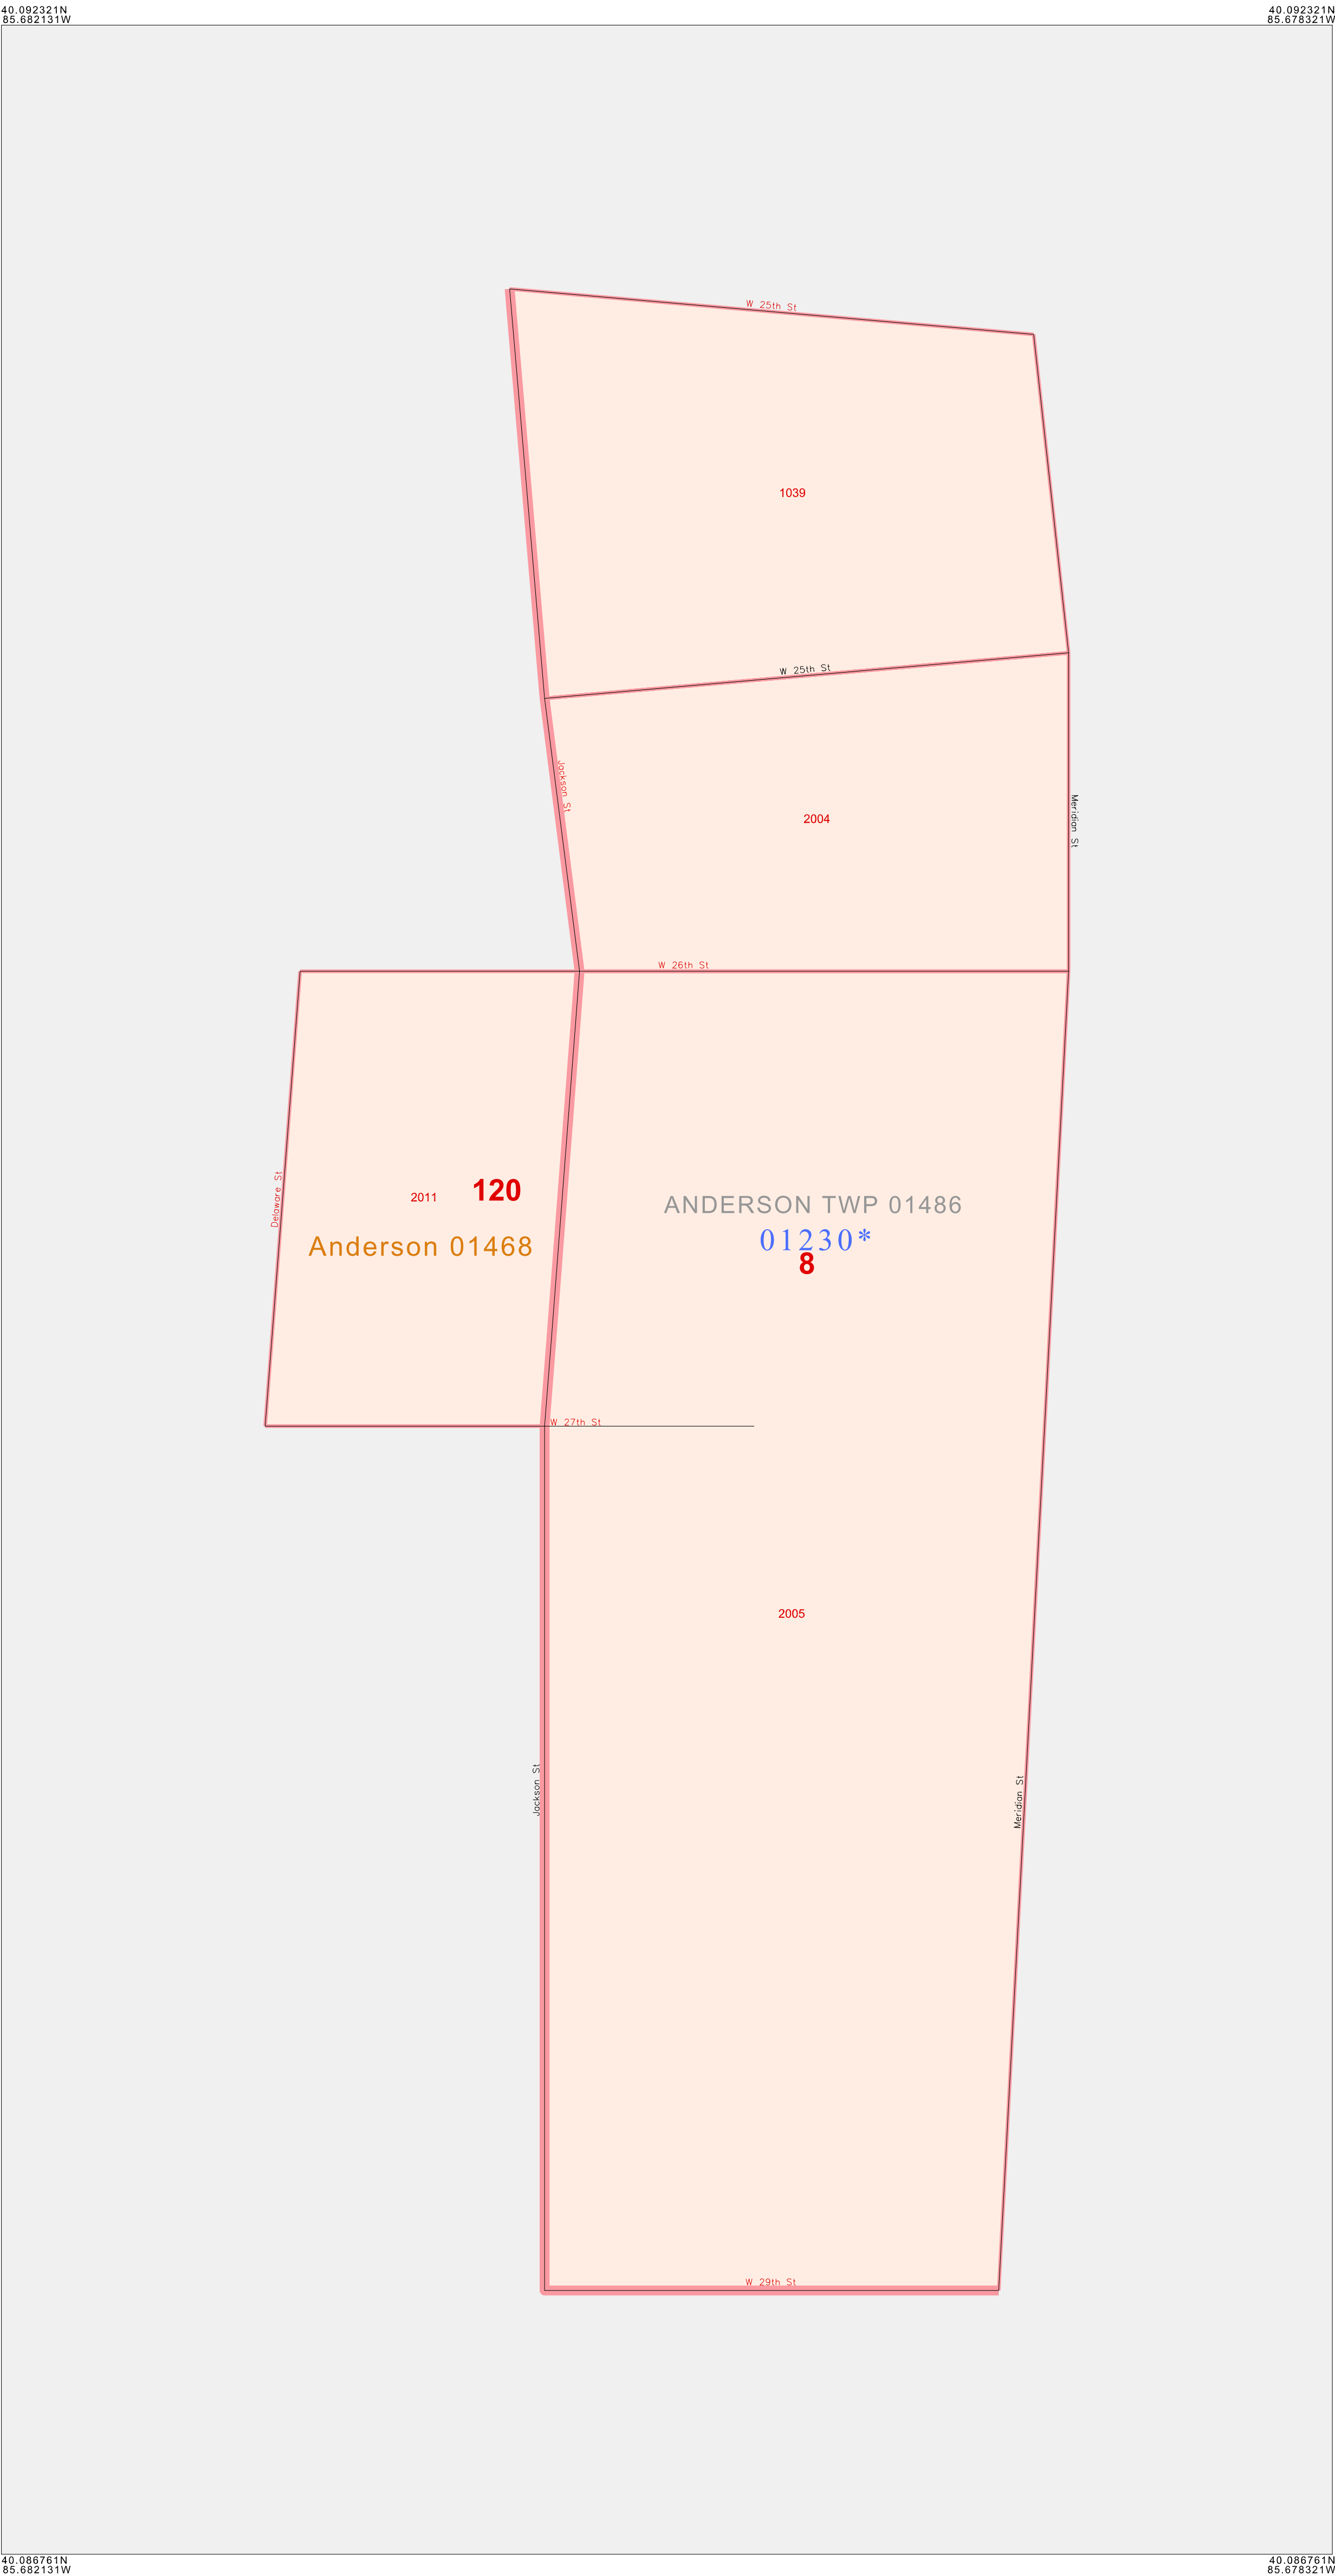 40.092321N
85.682131W
40.092321N
85.678321W
W 25th St
1039
W 25th St
Jackson St
2004
Meridian St
W 26th St
Delaware St
2011
120
Anderson 01468
ANDERSON TWP 01486
01230*
8
W 27th St
2005
Jackson St
Meridian St
W 29th St
40.086761N
85.682131W
40.086761N
85.678321W